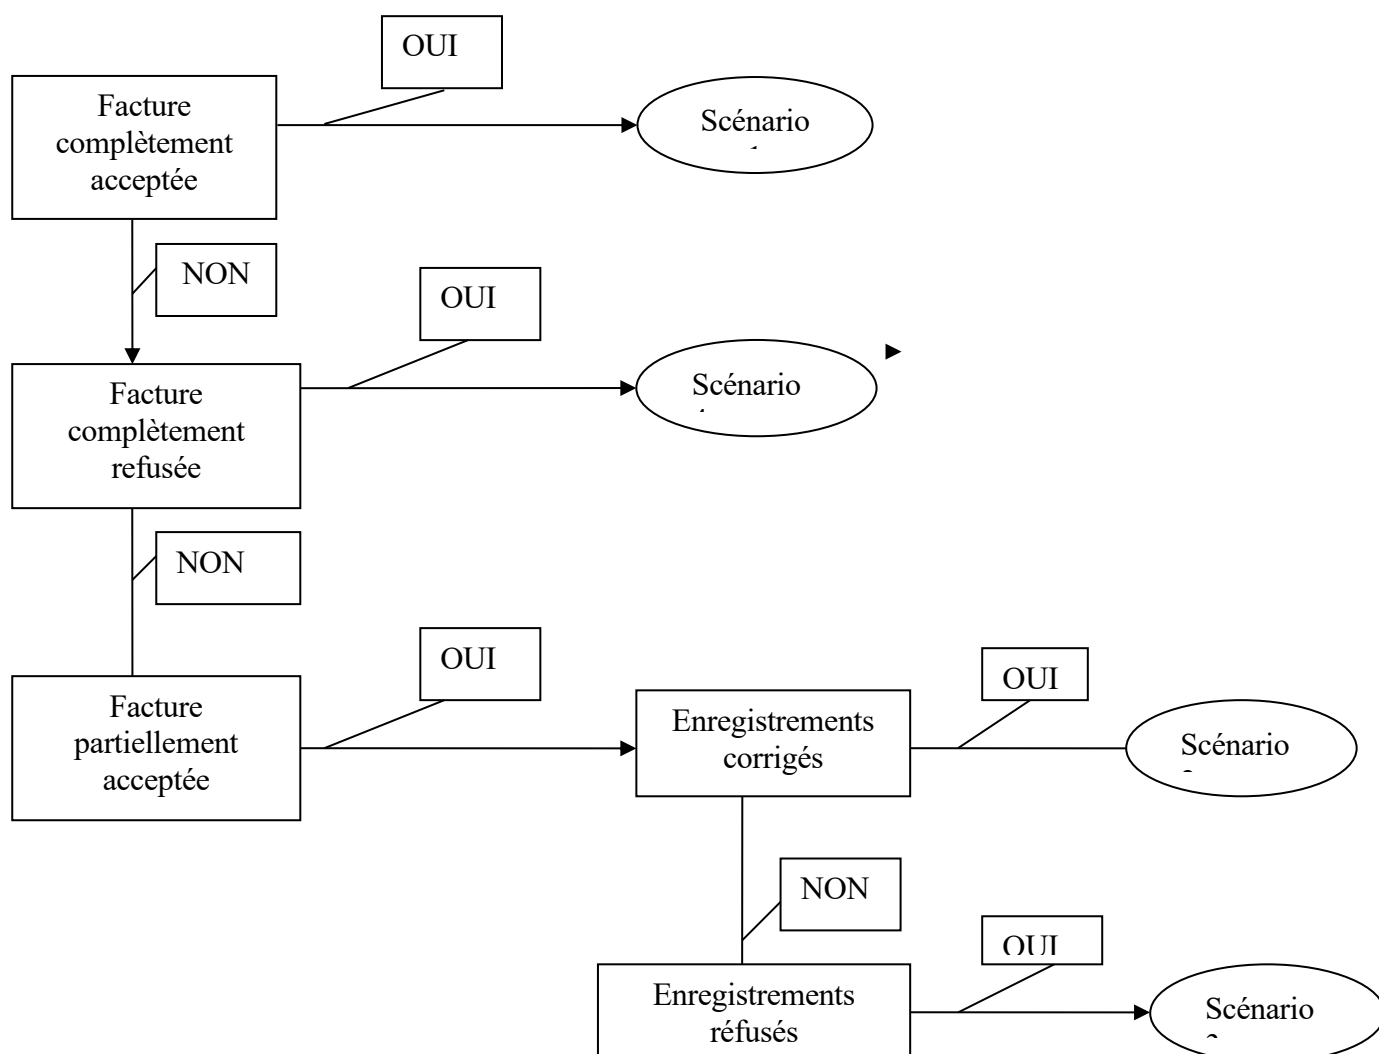 OUI
Facture
complètement
acceptée
Scénario
NON
OUI
Facture
complètement
refusée
Scénario
NON
OUI
Facture
partiellement
acceptée
Enregistrements
corrigés
OUI
Scénario
NON
OUI
Enregistrements
réfusés
Scénario